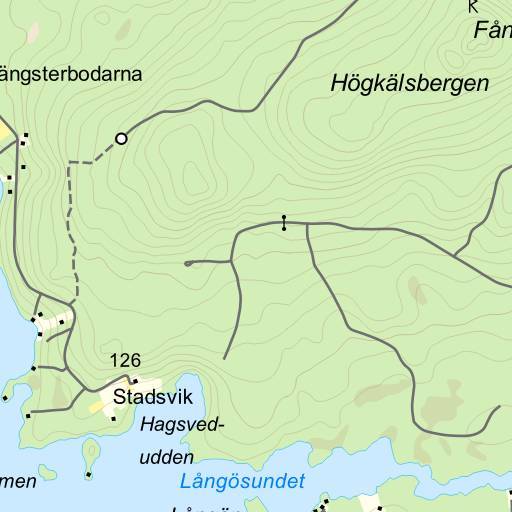 Fån
ängsterbodarna
Högkälsbergen
126
Stadsvik
Hagsved-
udden
Långösundet
men